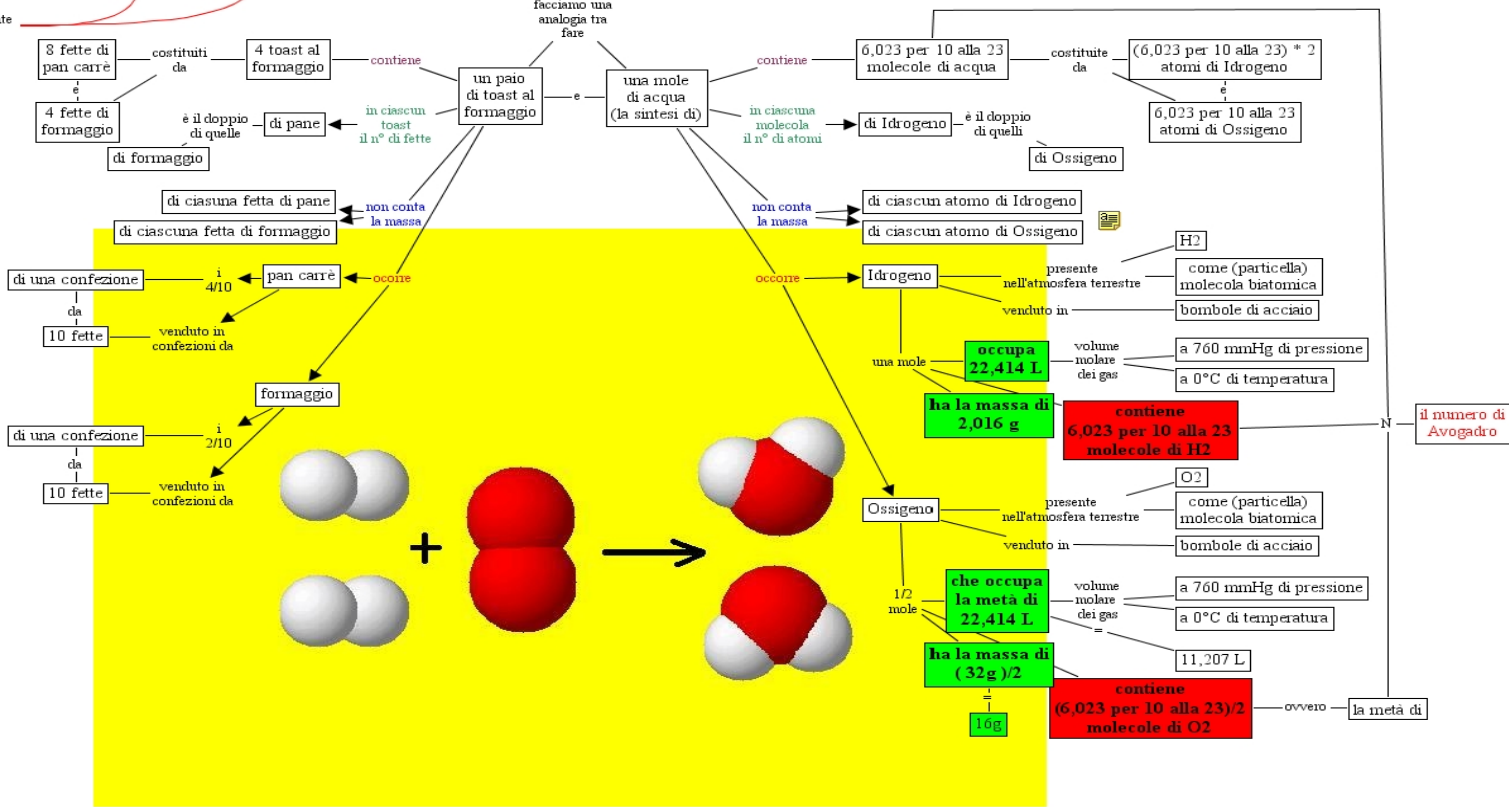 nte
facciamo una
analogia tra
fare
8 fette di
pan carrè
costituiti
da
4 toast al
formaggio
contiene
e
4 fette di
formaggio
un paio
di toast al
formaggio
e
una mole
di acqua
(la sintesi di)
contiene
6,023 per 10 alla 23
molecole di acqua
costituite
da
(6,023 per 10 alla 23) * 2
atomi di Idrogeno
e
6,023 per 10 alla 23
atomi di Ossigeno
in ciascun
toast
il n° di fette
di pane
è il doppio
di quelle
di formaggio
in ciascuna
molecola
il n° di atomi
di Idrogeno
è il doppio
di quelli
di Ossigeno
di ciasuna fetta di pane
di ciascuna fetta di formaggio
non conta
la massa
non conta
la massa
di ciascun atomo di Idrogeno
di ciascun atomo di Ossigeno
a
di una confezione
i
4/10
pan carrè
ocorre
da
10 fette
venduto in
confezioni da
formaggio
di una confezione
i
2/10
da
10 fette
venduto in
confezioni da
+
occorre
Idrogeno
presente
nell'atmosfera terrestre
H2
come (particella)
molecola biatomica
venduto in
bombole di acciaio
una mole
occupa
22,414 L
volume
molare
dei gas
a 760 mmHg di pressione
a 0°C di temperatura
ha la massa di
2,016 g
contiene
6,023 per 10 alla 23
molecole di H2
N
il numero di
Avogadro
Ossigeno
presente
nell'atmosfera terrestre
O2
come (particella)
molecola biatomica
venduto in
bombole di acciaio
1/2
mole
che occupa
la metà di
22,414 L
volume
molare
dei gas
a 760 mmHg di pressione
a 0°C di temperatura
=
11,207 L
ha la massa di
( 32g )/2
=
16g
contiene
(6,023 per 10 alla 23)/2
molecole di O2
ovvero
la metà di